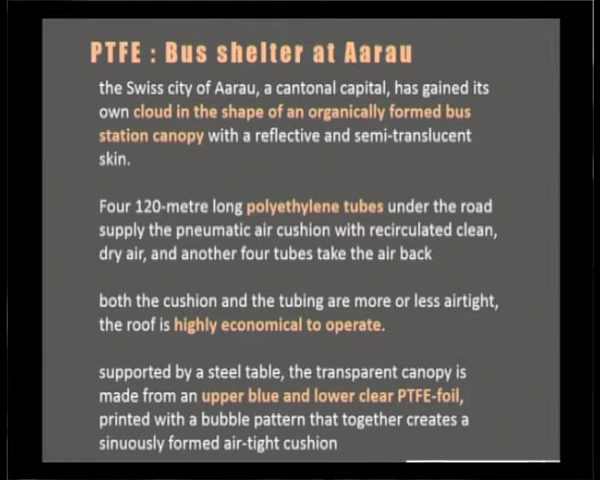 PTFE : Bus shelter at Aarau
the Swiss city of Aarau, a cantonal capital, has gained its
own cloud in the shape of an organically formed bus
station canopy with a reflective and semi-translucent
skin.
Four 120-metre long polyethylene tubes under the road
supply the pneumatic air cushion with recirculated clean,
dry air, and another four tubes take the air back
both the cushion and the tubing are more or less airtight,
the roof is highly economical to operate.
supported by a steel table, the transparent canopy is
made from an upper blue and lower clear PTFE-foil,
printed with a bubble pattern that together creates a
sinuously formed air-tight cushion